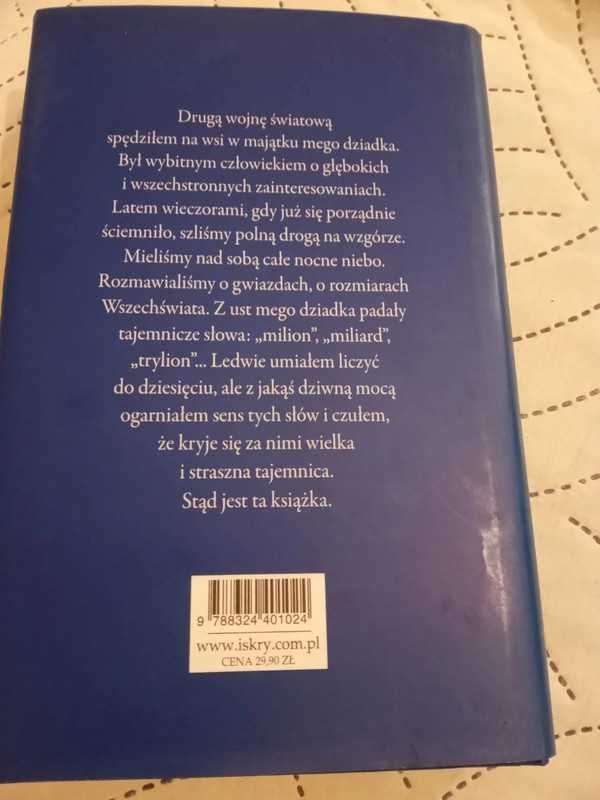 Drugą wojnę światową
spędziłem na wsi w majątku mego dziadka.
Był wybitnym człowiekiem o głębokich
i wszechstronnych zainteresowaniach.
Latem wieczorami, gdy już się porządnie
ściemniło, szliśmy polną drogą na wzgórze.
Mieliśmy nad sobą całe nocne niebo.
Rozmawialiśmy o gwiazdach, o rozmiarach
Wszechświata. Z ust mego dziadka padały
tajemnicze słowa: „milion”, „miliard”,
„trylion”... Ledwie umiałem liczyć
do dziesięciu, ale z jakąś dziwną mocą
ogarniałem sens tych słów i czułem,
że kryje się za nimi wielka
i straszna tajemnica.
Stąd jest ta książka.
9 788324 401024
www.iskry.com.pl
CENA 29,90 ZŁ